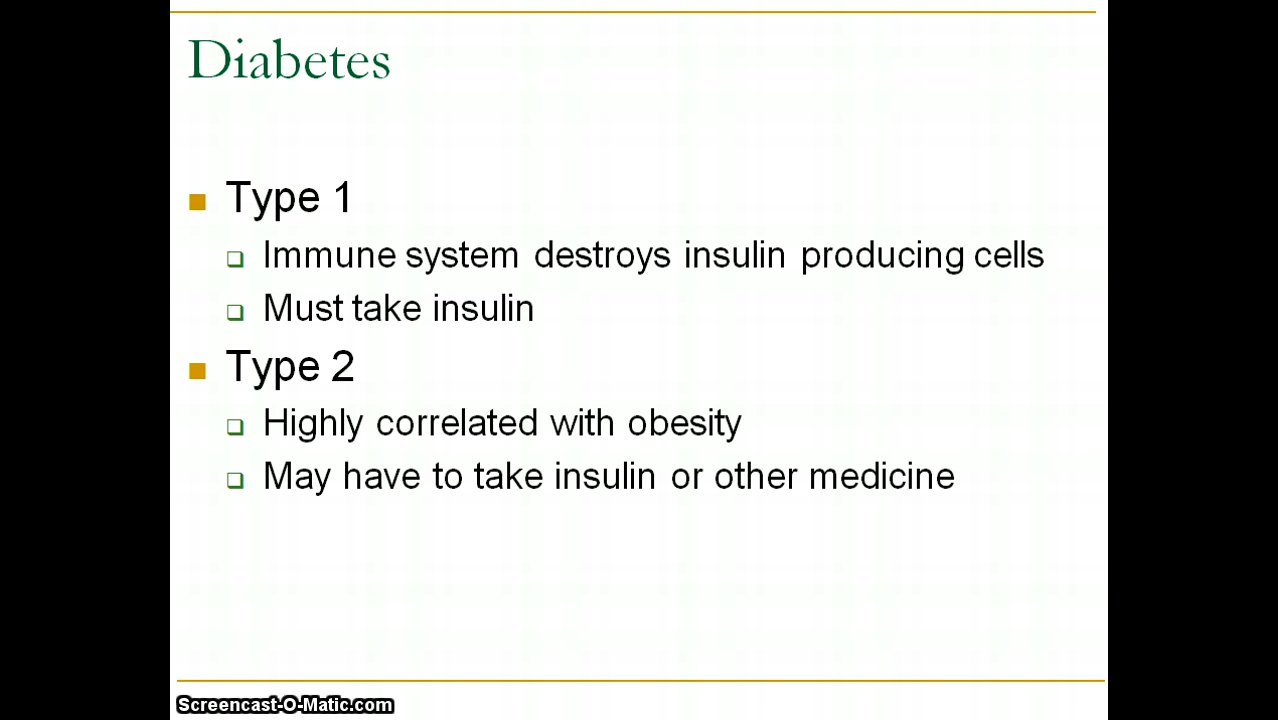 Diabetes
Type 1
Immune system destroys insulin producing cells
Must take insulin
Type 2
Highly correlated with obesity
May have to take insulin or other medicine
Screencast-O-Matic.com